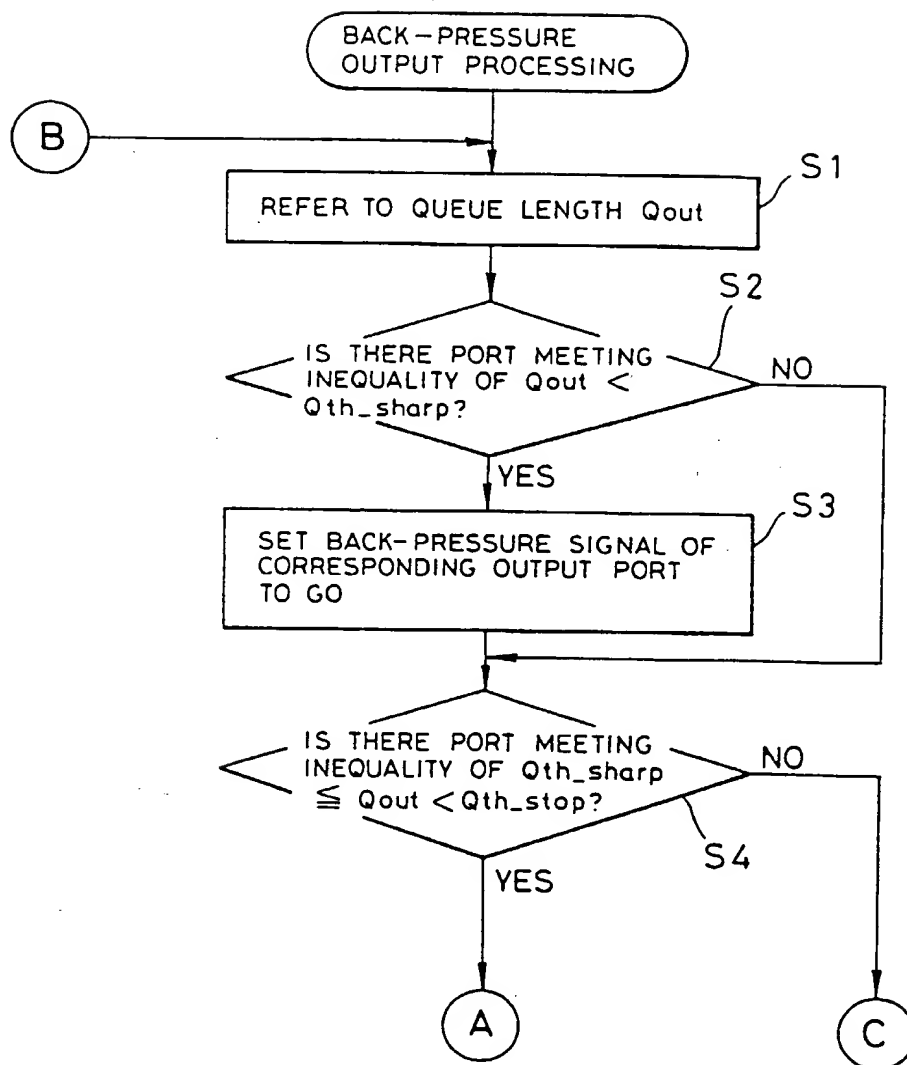 BACK-PRESSURE
OUTPUT PROCESSING
B
S1
REFER TO QUEUE LENGTH Qout
S2
IS THERE PORT MEETING
INEQUALITY OF Qout <
Qth_sharp?
NO
YES
S3
SET BACK-PRESSURE SIGNAL OF
CORRESPONDING OUTPUT PORT
TO GO
IS THERE PORT MEETING
INEQUALITY OF Qth_sharp
≦ Qout < Qth_stop?
NO
S4
YES
A
C